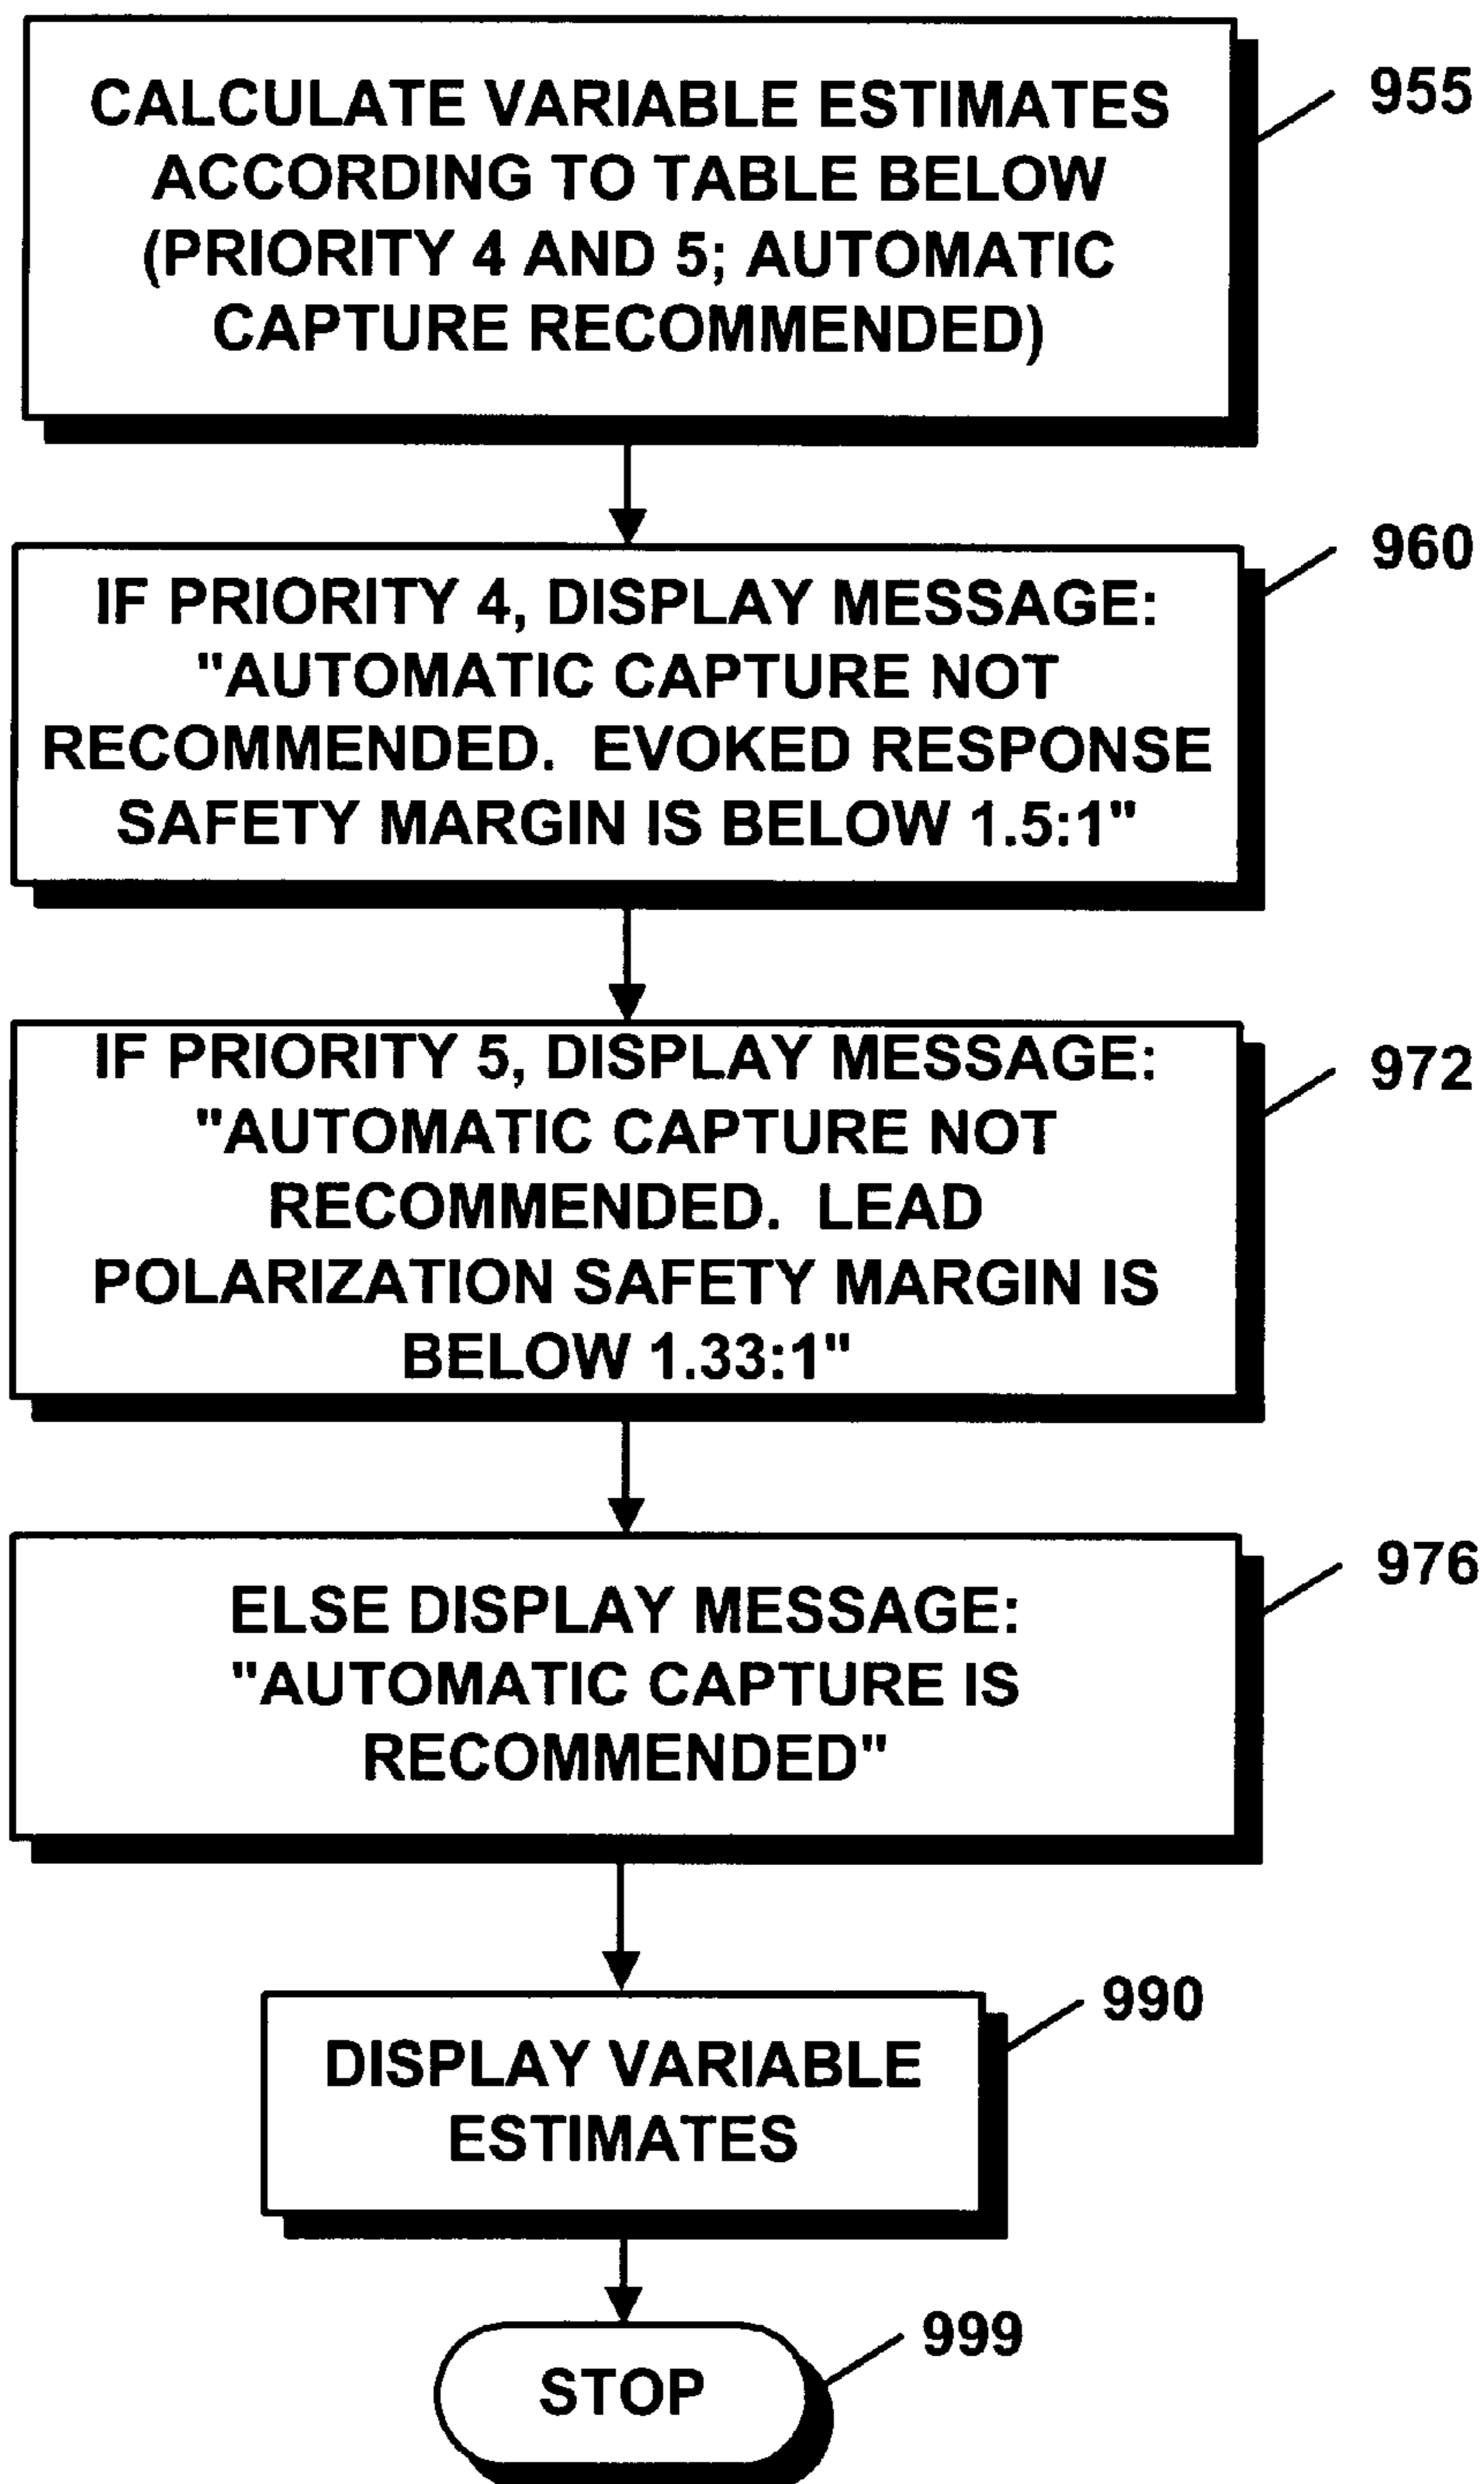 CALCULATE VARIABLE ESTIMATES
ACCORDING TO TABLE BELOW
(PRIORITY 4 AND 5; AUTOMATIC
CAPTURE RECOMMENDED)
955
IF PRIORITY 4, DISPLAY MESSAGE:
"AUTOMATIC CAPTURE NOT
RECOMMENDED. EVOKED RESPONSE
SAFETY MARGIN IS BELOW 1.5:1"
960
IF PRIORITY 5, DISPLAY MESSAGE:
"AUTOMATIC CAPTURE NOT
RECOMMENDED. LEAD
POLARIZATION SAFETY MARGIN IS
BELOW 1.33:1"
972
ELSE DISPLAY MESSAGE:
"AUTOMATIC CAPTURE IS
RECOMMENDED"
976
DISPLAY VARIABLE
ESTIMATES
990
STOP
999